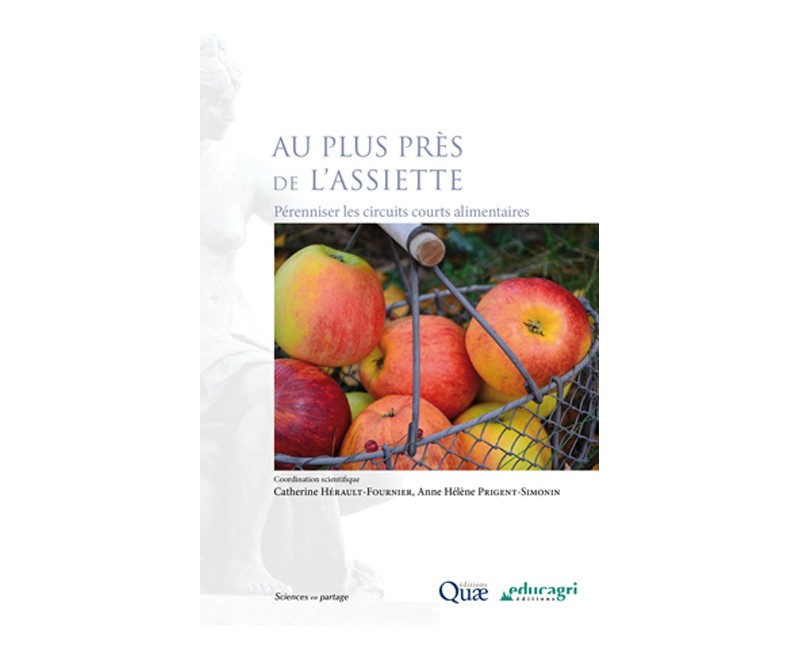 AU PLUS PRÈS
DE L'ASSIETTE
Pérenniser les circuits courts alimentaires
Coordination scientifique
Catherine HÉRAULT-FOURNIER, Anne Hélène PRIGENT-SIMONIN
Sciences en partage
éditions
Quæ
educagri
éditions